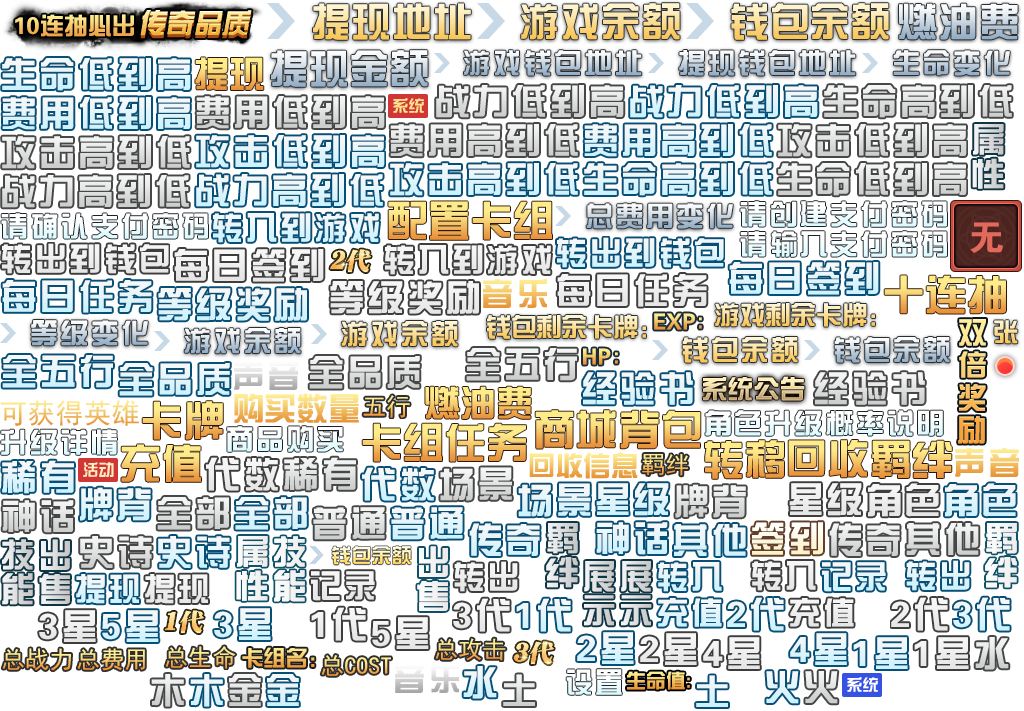 10连抽必出 传奇品质 提现地址 游戏余额 钱包余额 燃油费
生命低到高 提现 提现金额 游戏钱包地址 提现钱包地址 生命变化
费用低到高 费用低到高 系统 战力低到高 战力低到高 生命高到低
攻击高到低 攻击低到高 费用高到低 费用高到低 攻击低到高 属性
战力高到低 战力高到低 攻击高到低 生命高到低 生命低到高
请确认支付密码 转入到游戏 配置卡组 总费用变化 请创建支付密码 无
转出到钱包 每日签到 2代 转入到游戏 转出到钱包 请输入支付密码
每日任务 等级奖励 等级奖励 音乐 每日任务 每日签到 十连抽
等级变化 游戏余额 游戏余额 钱包剩余卡牌: EXP: 游戏剩余卡牌: 双倍奖励 张
全五行 全品质 声音 全品质 全五行 HP: 钱包余额 钱包余额
经验书 系统公告 经验书
可获得英雄 卡牌 购买数量 五行 燃油费 商城背包 角色升级概率说明
升级详情 商品购买 卡组任务
稀有 活动 充值 代数 稀有 代数 场景 回收信息 羁绊 转移回收羁绊 声音
神话 牌背 全部 全部 普通 普通 场景 星级 牌背 星级 角色 角色
技出 史诗 史诗 属技 钱包余额 出售 传奇 羁绊 神话 其他 签到 传奇 其他 羁绊
能售 提现 提现 性能 记录 转出 展示 展示 转入 转入 记录 转出
3星 5星 1代 3星 1代 5星 3代 1代 充值 2代 充值 2代 3代
总战力 总费用 总生命 卡组名: 总COST 总攻击 3代 2星 2星 4星 4星 1星 1星 水
木 木 金 金 音乐 水 土 设置 生命值: 土 火 火 系统